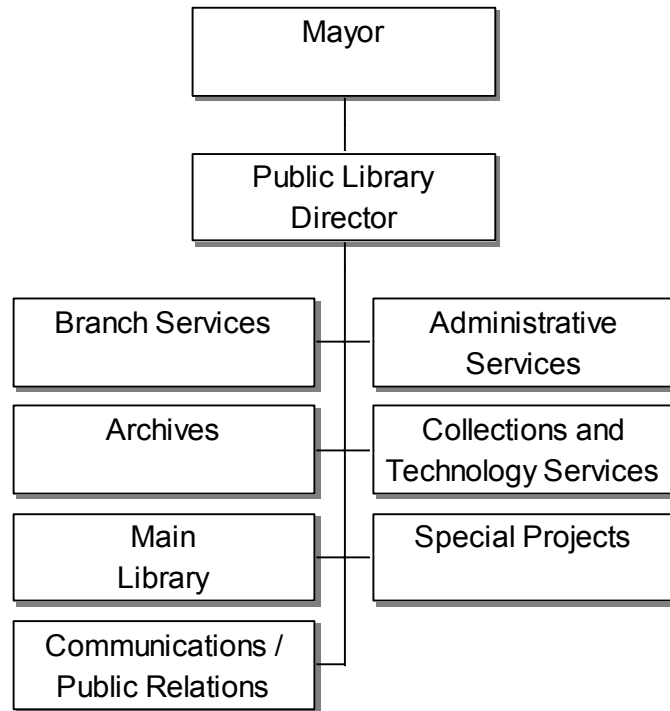 Mayor
Public Library
Director
Branch Services
Administrative
Services
Archives
Collections and
Technology Services
Main
Library
Special Projects
Communications /
Public Relations